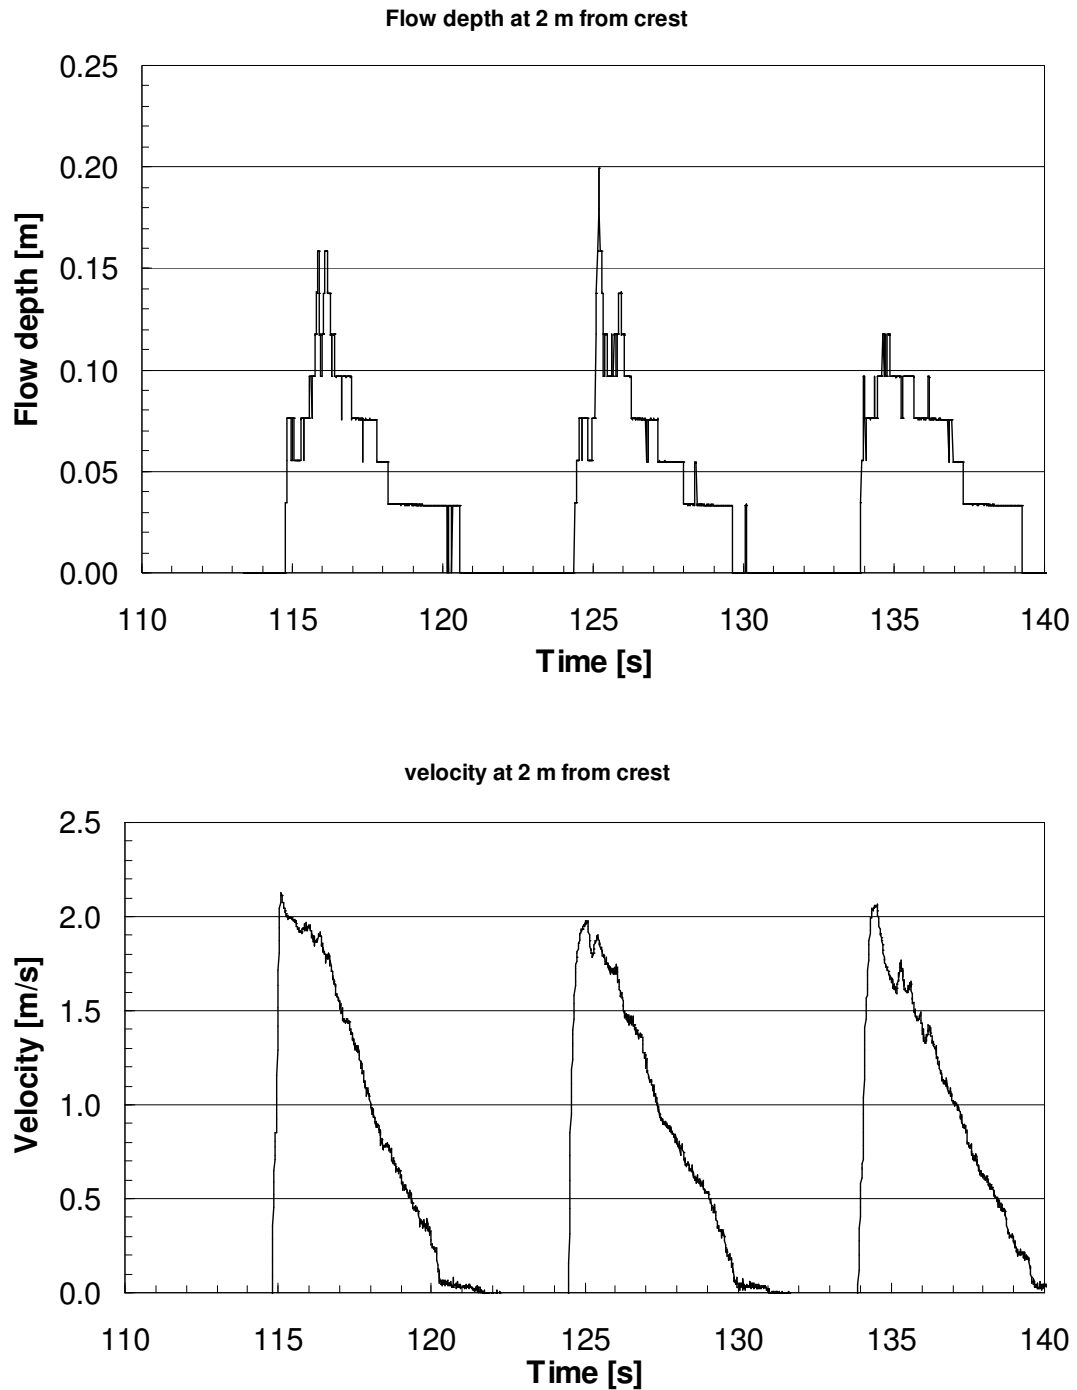 Flow depth at 2 m from crest
0.25
0.20
0.15
0.10
0.05
0.00
Flow depth [m]
110 115 120 125 130 135 140
Time [s]
velocity at 2 m from crest
2.5
2.0
1.5
1.0
0.5
0.0
Velocity [m/s]
110 115 120 125 130 135 140
Time [s]